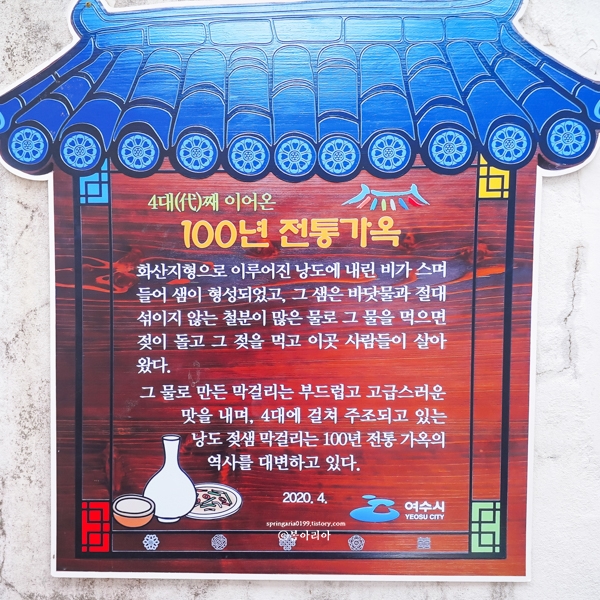 4대(代)째 이어온
100년 전통가옥
화산지형으로 이루어진 낭도에 내린 비가 스며
들어 샘이 형성되었고, 그 샘은 바닷물과 절대
섞이지 않는 철분이 많은 물로 그 물을 먹으면
젖이 돌고 그 젖을 먹고 이곳 사람들이 살아
왔다.
그 물로 만든 막걸리는 부드럽고 고급스러운
맛을 내며, 4대에 걸쳐 주조되고 있는
낭도 젖샘 막걸리는 100년 전통 가옥의
역사를 대변하고 있다.
2020. 4.
여수시
YEOSU CITY
springaria0199.tistory.com
@봄아리아